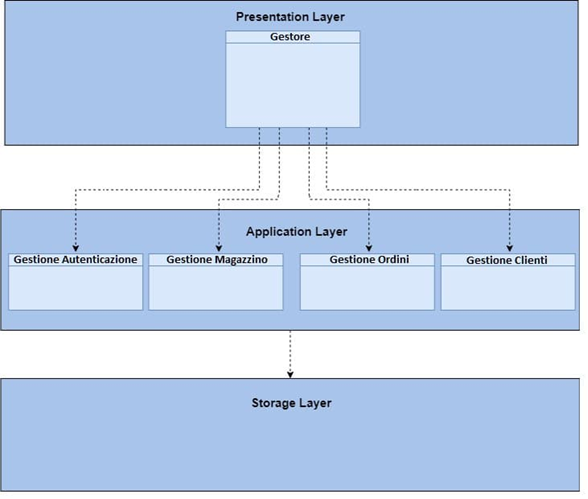 Presentation Layer
Gestore
Application Layer
Gestione Autenticazione
Gestione Magazzino
Gestione Ordini
Gestione Clienti
Storage Layer